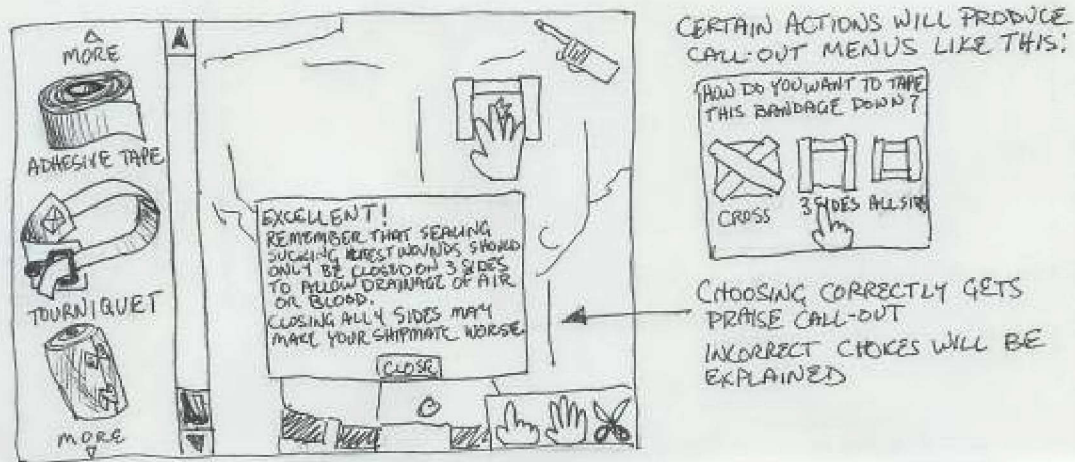 MORE
ADHESIVE TAPE
TOURNIQUET
MORE
EXCELLENT!
REMEMBER THAT SEALING
SUCKING CHEST WOUNDS SHOULD
ONLY BE CLOSED ON 3 SIDES
TO ALLOW DRAINAGE OF AIR
OR BLOOD.
CLOSING ALL 4 SIDES MAY
MAKE YOUR SHIPMATE WORSE
CLOSE
CERTAIN ACTIONS WILL PRODUCE
CALL-OUT MENUS LIKE THIS:
HOW DO YOU WANT TO TAPE
THIS BANDAGE DOWN?
CROSS
3 SIDES
ALL SIDES
CHOOSING CORRECTLY GETS
PRAISE CALL-OUT
INCORRECT CHOICES WILL BE
EXPLAINED